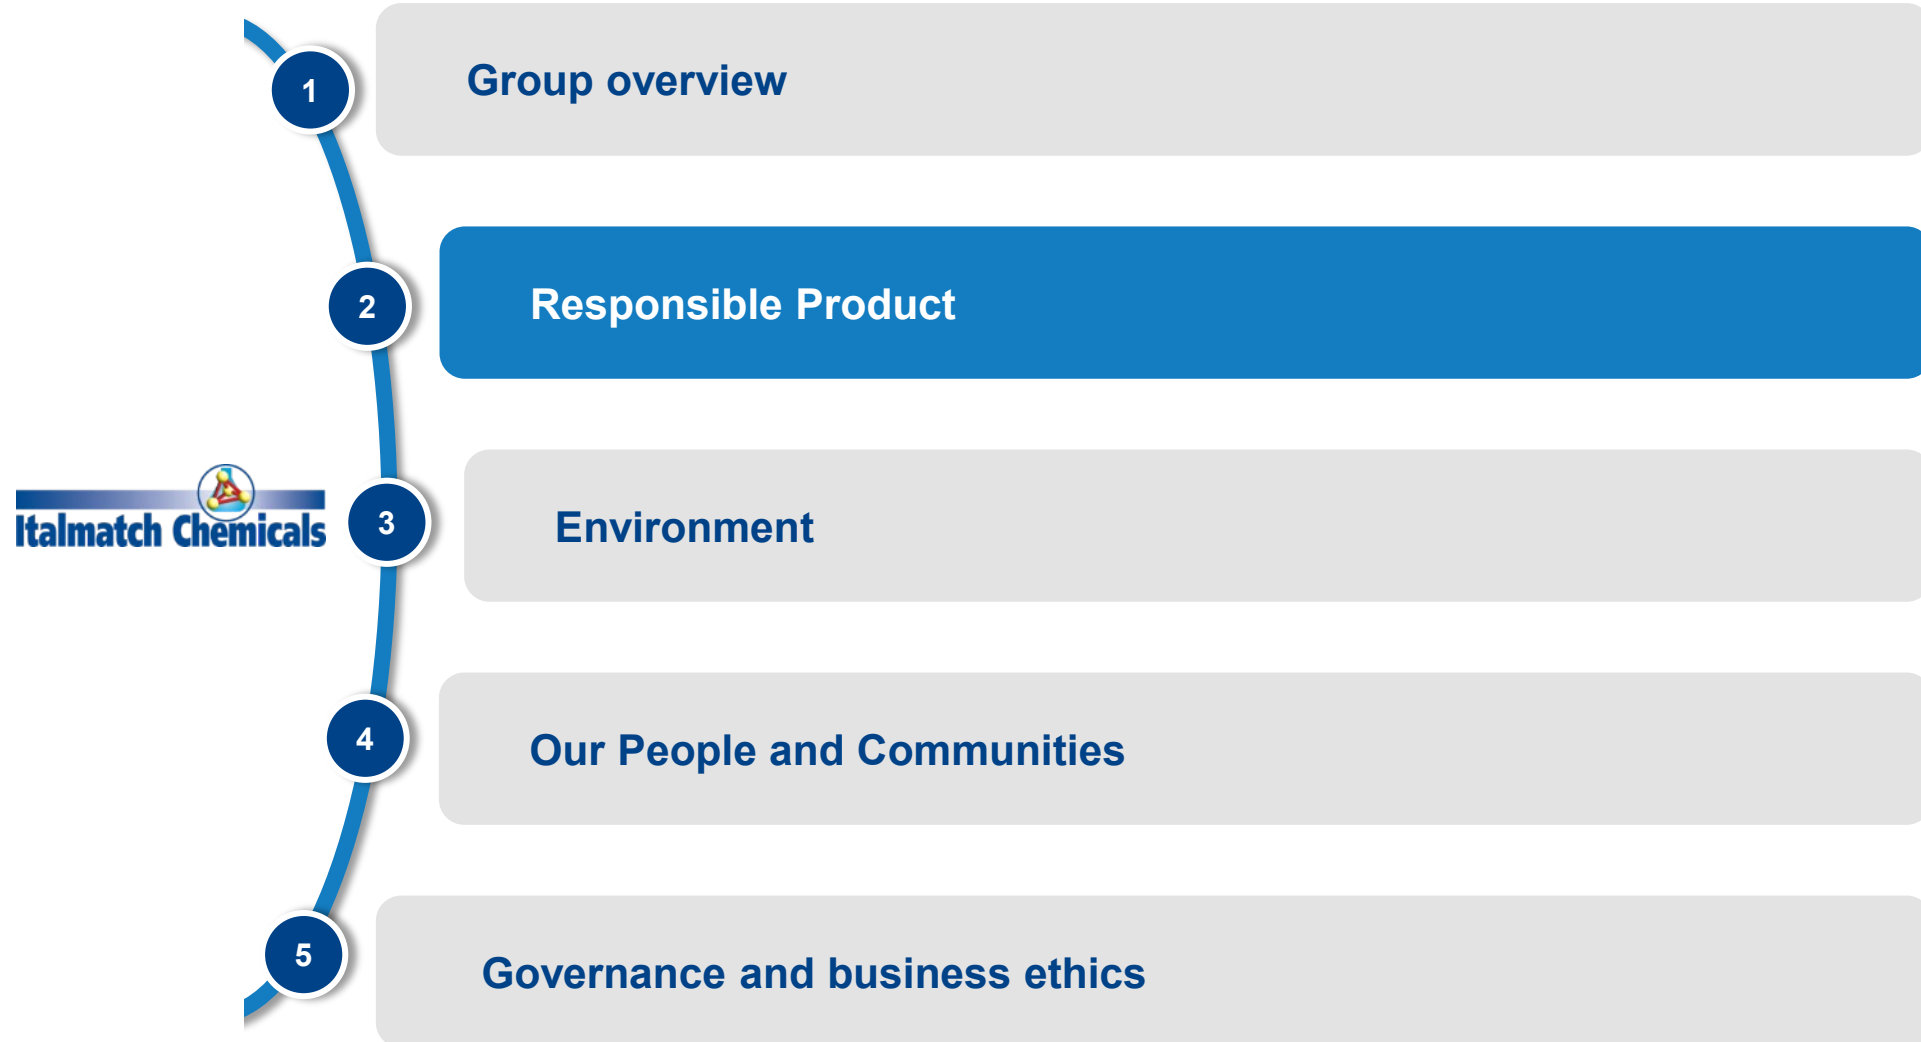 1
Group overview
2
Responsible Product
Italmatch Chemicals
3
Environment
4
Our People and Communities
5
Governance and business ethics